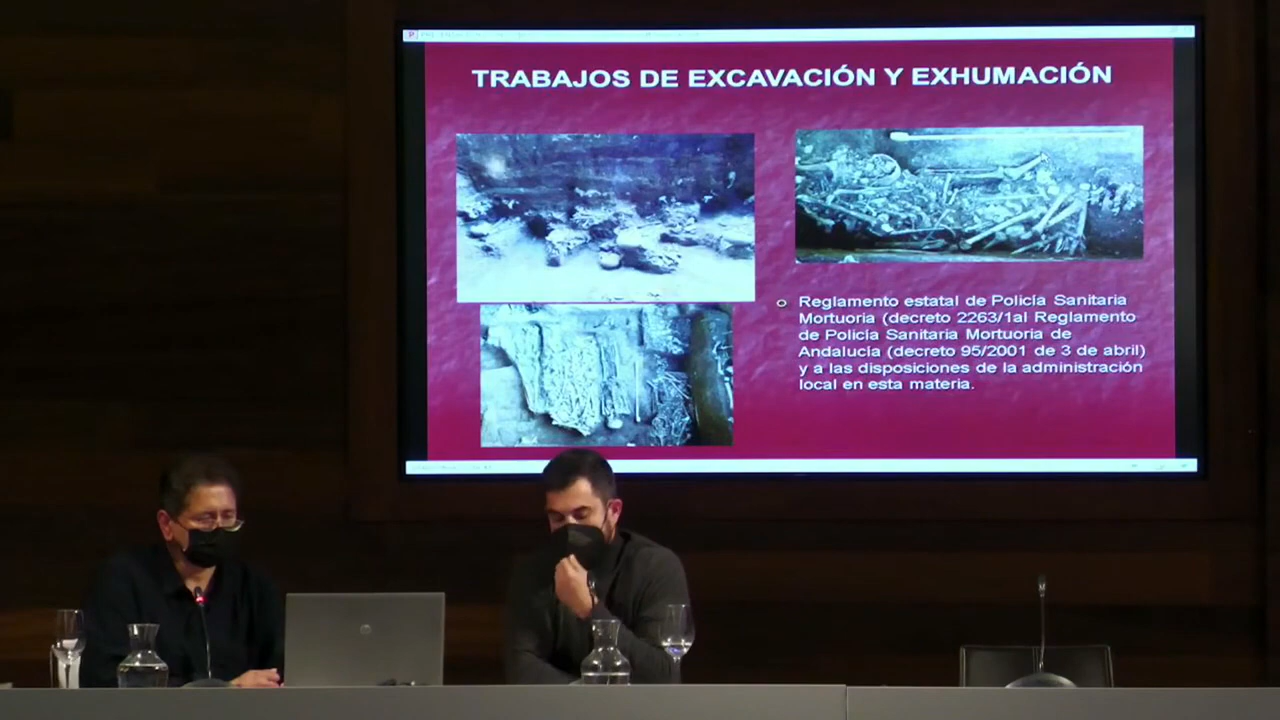 TRABAJOS DE EXCAVACIÓN Y EXHUMACIÓN
Reglamento estatal de Policía Sanitaria
Mortuoria (decreto 2263/1al Reglamento
de Policía Sanitaria Mortuoria de
Andalucía (decreto 95/2001 de 3 de abril)
y a las disposiciones de la administración
local en esta materia.